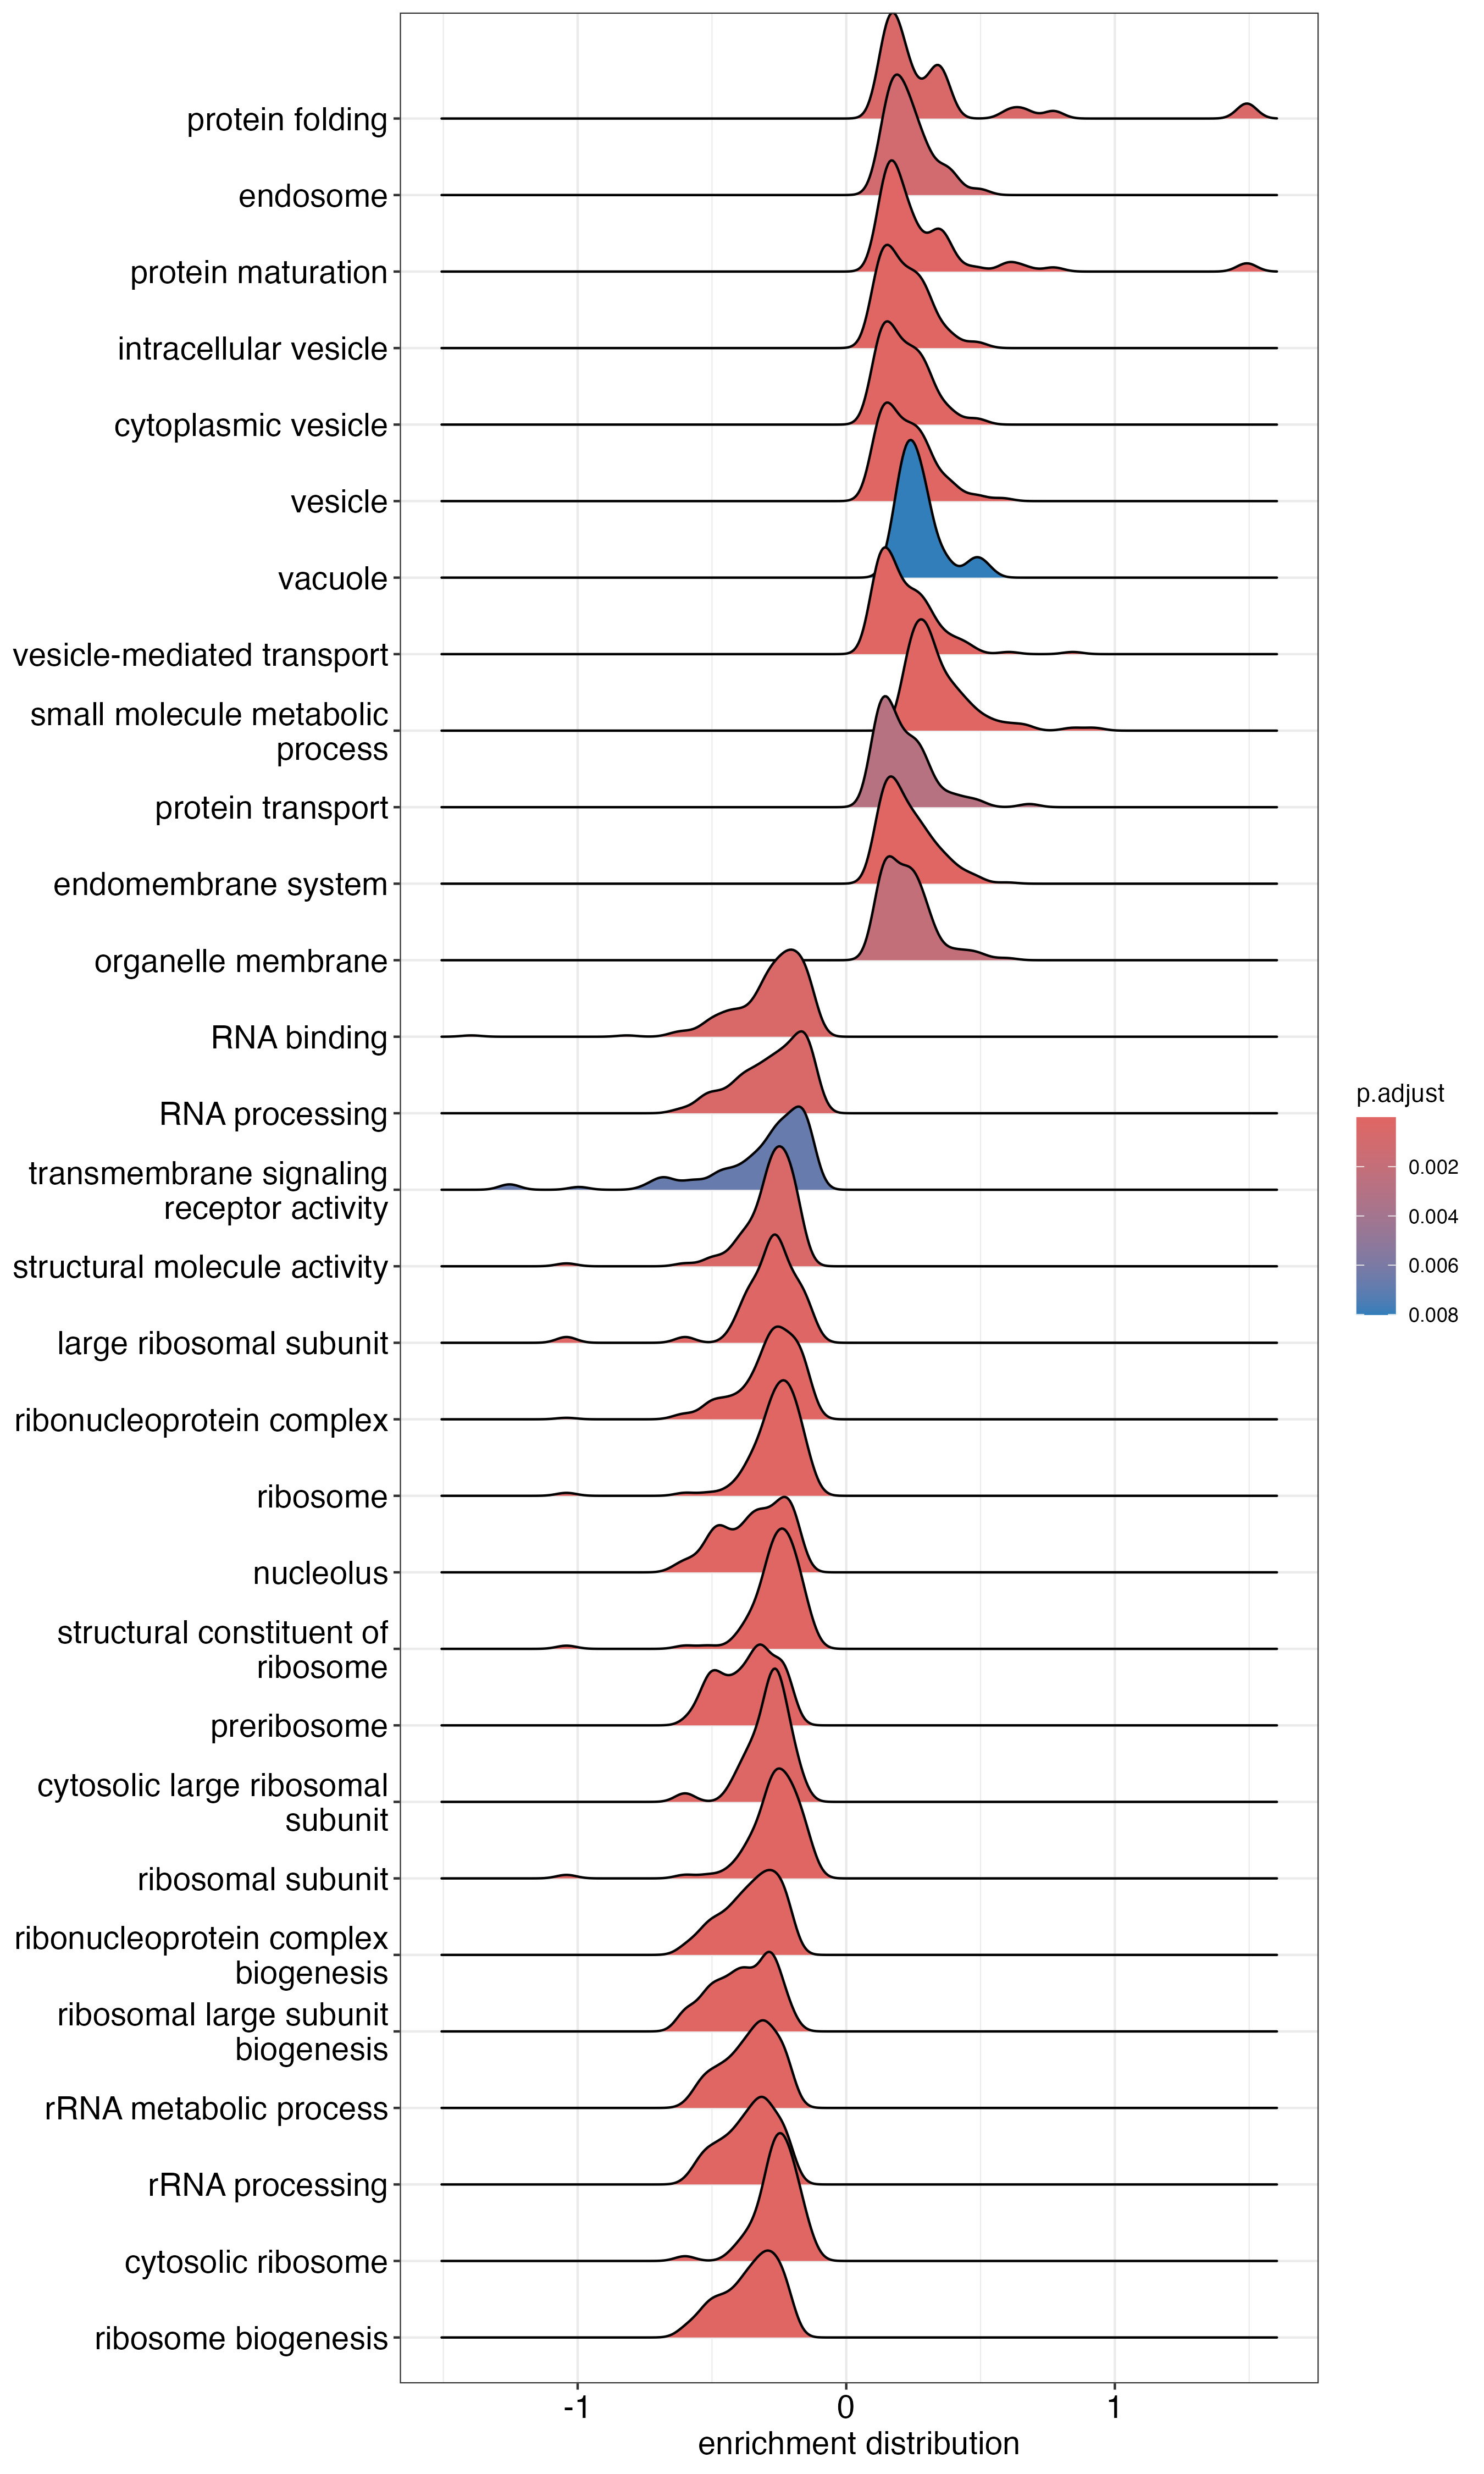 protein folding
endosome
protein maturation
intracellular vesicle
cytoplasmic vesicle
vesicle
vacuole
vesicle-mediated transport
small molecule metabolic
process
protein transport
endomembrane system
organelle membrane
RNA binding
RNA processing
transmembrane signaling
receptor activity
structural molecule activity
large ribosomal subunit
ribonucleoprotein complex
ribosome
nucleolus
structural constituent of
ribosome
preribosome
cytosolic large ribosomal
subunit
ribosomal subunit
ribonucleoprotein complex
biogenesis
ribosomal large subunit
biogenesis
rRNA metabolic process
rRNA processing
cytosolic ribosome
ribosome biogenesis
-1 0 1
enrichment distribution
p.adjust
0.002
0.004
0.006
0.008